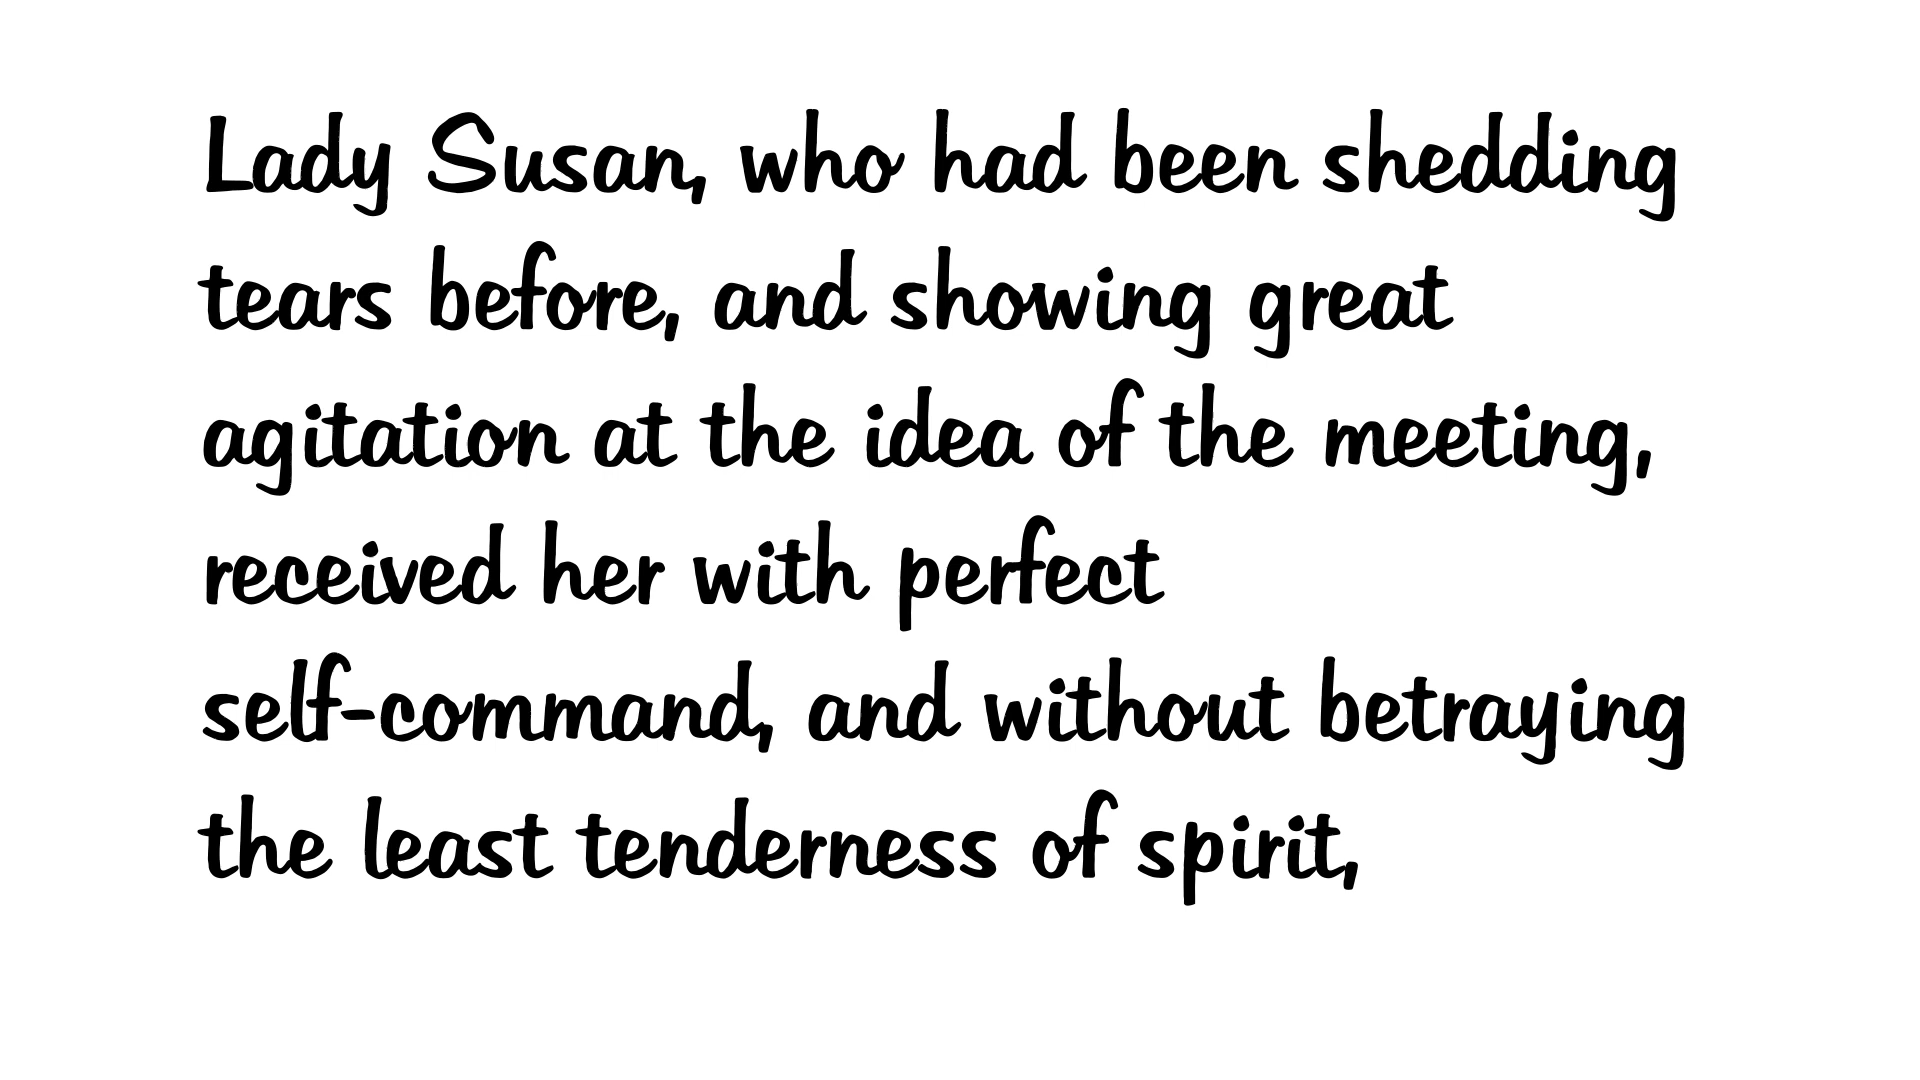 Lady Susan, who had been shedding
tears before, and showing great
agitation at the idea of the meeting,
received her with perfect
self-command, and without betraying
the least tenderness of spirit,